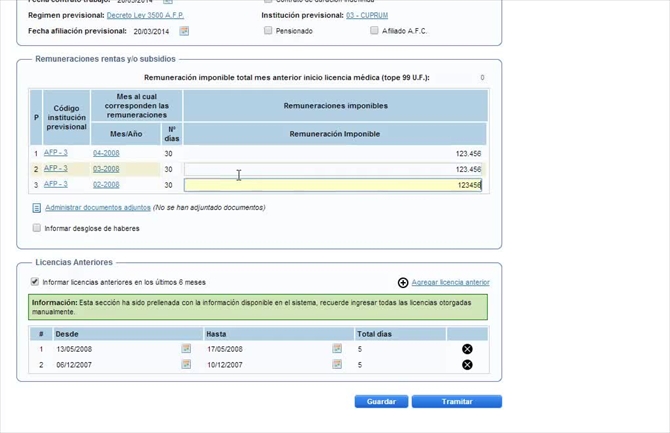 Fecha contrato trabajo: 20/03/2014 Contrato de duración indefinida
Regimen previsional: Decreto Ley 3500 A.F.P. Institución previsional: 03 - CUPRUM
Fecha afiliación previsional: 20/03/2014 Pensionado Afiliado A.F.C.
Remuneraciones rentas y/o subsidios
Remuneración imponible total mes anterior inicio licencia médica (tope 99 U.F.): 0
P Código institución previsional Mes al cual corresponden las remuneraciones Remuneraciones imponibles
Mes/Año Nº días Remuneración Imponible
1 AFP - 3 04-2008 30 123.456
2 AFP - 3 03-2008 30 123.456
3 AFP - 3 02-2008 30 123456
Administrar documentos adjuntos (No se han adjuntado documentos)
Informar desglose de haberes
Licencias Anteriores
Informar licencias anteriores en los últimos 6 meses Agregar licencia anterior
Información: Esta sección ha sido prellenada con la información disponible en el sistema, recuerde ingresar todas las licencias otorgadas
manualmente.
# Desde Hasta Total días
1 13/05/2008 17/05/2008 5
2 06/12/2007 10/12/2007 5
Guardar Tramitar